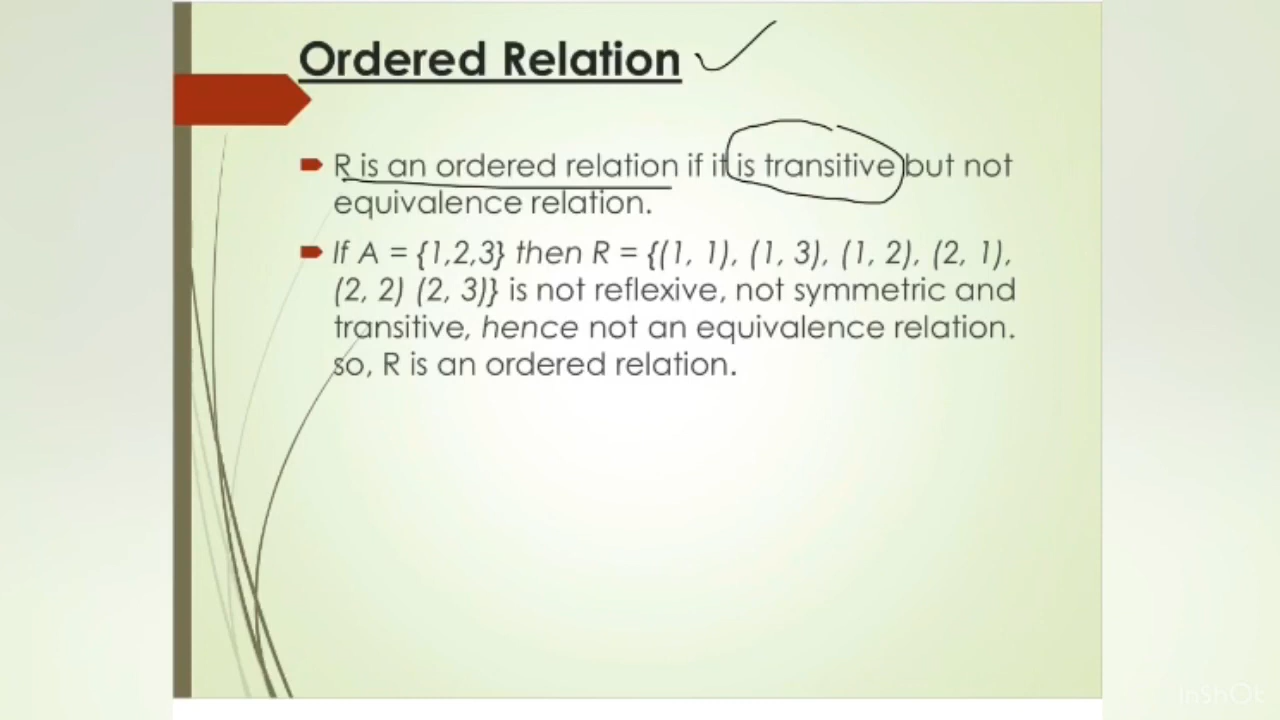 Ordered Relation
R is an ordered relation if it is transitive but not
equivalence relation.
If A = {1,2,3} then R = {(1, 1), (1, 3), (1, 2), (2, 1),
(2, 2) (2, 3)} is not reflexive, not symmetric and
transitive, hence not an equivalence relation.
so, R is an ordered relation.
InShOt